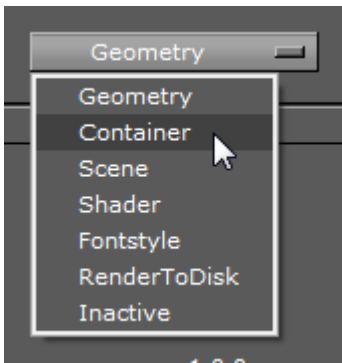 Geometry
Geometry
Container
Scene
Shader
Fontstyle
RenderToDisk
Inactive